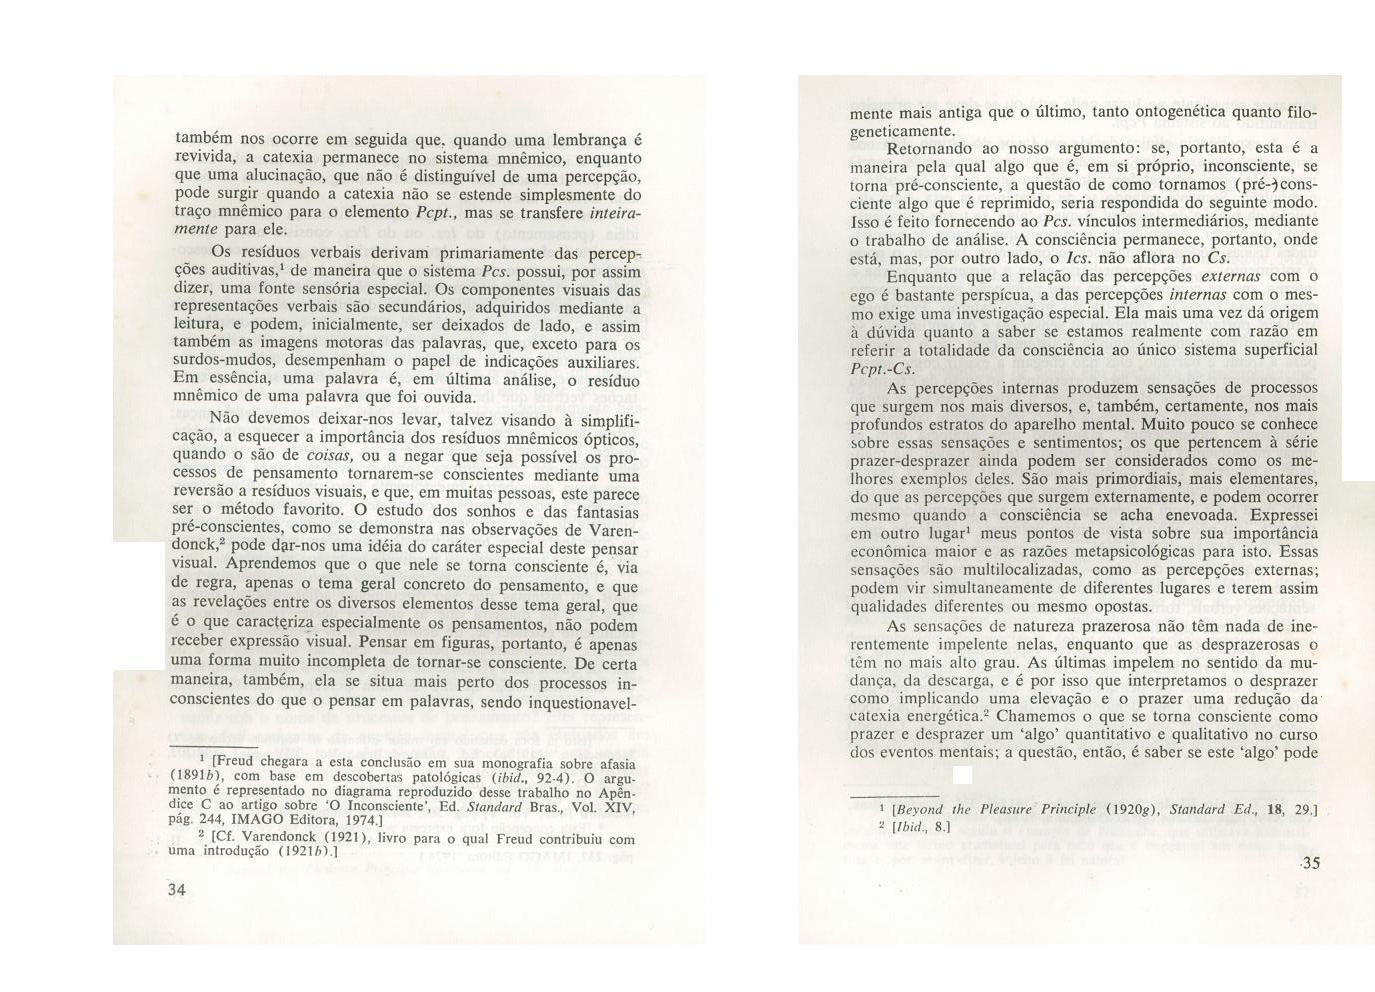 também nos ocorre em seguida que, quando uma lembrança é
revivida, a catexia permanece no sistema mnêmico, enquanto
que uma alucinação, que não é distinguível de uma percepção,
pode surgir quando a catexia não se estende simplesmente do
traço mnêmico para o elemento Pcpt., mas se transfere inteira-
mente para ele.
Os resíduos verbais derivam primariamente das percep-
ções auditivas,¹ de maneira que o sistema Pcs. possui, por assim
dizer, uma fonte sensória especial. Os componentes visuais das
representações verbais são secundários, adquiridos mediante a
leitura, e podem, inicialmente, ser deixados de lado, e assim
também as imagens motoras das palavras, que, exceto para os
surdos-mudos, desempenham o papel de indicações auxiliares.
Em essência, uma palavra é, em última análise, o resíduo
mnêmico de uma palavra que foi ouvida.
Não devemos deixar-nos levar, talvez visando à simplifi-
cação, a esquecer a importância dos resíduos mnêmicos ópticos,
quando o são de coisas, ou a negar que seja possível os pro-
cessos de pensamento tornarem-se conscientes mediante uma
reversão a resíduos visuais, e que, em muitas pessoas, este parece
ser o método favorito. O estudo dos sonhos e das fantasias
pré-conscientes, como se demonstra nas observações de Varen-
donck,² pode dar-nos uma idéia do caráter especial deste pensar
visual. Aprendemos que o que nele se torna consciente é, via
de regra, apenas o tema geral concreto do pensamento, e que
as revelações entre os diversos elementos desse tema geral, que
é o que caracteriza especialmente os pensamentos, não podem
receber expressão visual. Pensar em figuras, portanto, é apenas
uma forma muito incompleta de tornar-se consciente. De certa
maneira, também, ela se situa mais perto dos processos in-
conscientes do que o pensar em palavras, sendo inquestionavel-
¹ [Freud chegara a esta conclusão em sua monografia sobre afasia
(1891b), com base em descobertas patológicas (ibid., 92-4). O argu-
mento é representado no diagrama reproduzido desse trabalho no Apên-
dice C ao artigo sobre ‘O Inconsciente’, Ed. Standard Bras., Vol. XIV,
pág. 244, IMAGO Editora, 1974.]
² [Cf. Varendonck (1921), livro para o qual Freud contribuiu com
uma introdução (1921b).]
34
mente mais antiga que o último, tanto ontogenética quanto filo-
geneticamente.
Retornando ao nosso argumento: se, portanto, esta é a
maneira pela qual algo que é, em si próprio, inconsciente, se
torna pré-consciente, a questão de como tornamos (pré-)cons-
ciente algo que é reprimido, seria respondida do seguinte modo.
Isso é feito fornecendo ao Pcs. vínculos intermediários, mediante
o trabalho de análise. A consciência permanece, portanto, onde
está, mas, por outro lado, o Ics. não aflora no Cs.
Enquanto que a relação das percepções externas com o
ego é bastante perspícua, a das percepções internas com o mes-
mo exige uma investigação especial. Ela mais uma vez dá origem
à dúvida quanto a saber se estamos realmente com razão em
referir a totalidade da consciência ao único sistema superficial
Pcpt.-Cs.
As percepções internas produzem sensações de processos
que surgem nos mais diversos, e, também, certamente, nos mais
profundos estratos do aparelho mental. Muito pouco se conhece
sobre essas sensações e sentimentos; os que pertencem à série
prazer-desprazer ainda podem ser considerados como os me-
lhores exemplos deles. São mais primordiais, mais elementares,
do que as percepções que surgem externamente, e podem ocorrer
mesmo quando a consciência se acha enevoada. Expressei
em outro lugar¹ meus pontos de vista sobre sua importância
econômica maior e as razões metapsicológicas para isto. Essas
sensações são multilocalizadas, como as percepções externas;
podem vir simultaneamente de diferentes lugares e terem assim
qualidades diferentes ou mesmo opostas.
As sensações de natureza prazerosa não têm nada de ine-
rentemente impelente nelas, enquanto que as desprazerosas o
têm no mais alto grau. As últimas impelem no sentido da mu-
dança, da descarga, e é por isso que interpretamos o desprazer
como implicando uma elevação e o prazer uma redução da
catexia energética.² Chamemos o que se torna consciente como
prazer e desprazer um ‘algo’ quantitativo e qualitativo no curso
dos eventos mentais; a questão, então, é saber se este ‘algo’ pode
¹ [Beyond the Pleasure Principle (1920g), Standard Ed., 18, 29.]
² [Ibid., 8.]
35